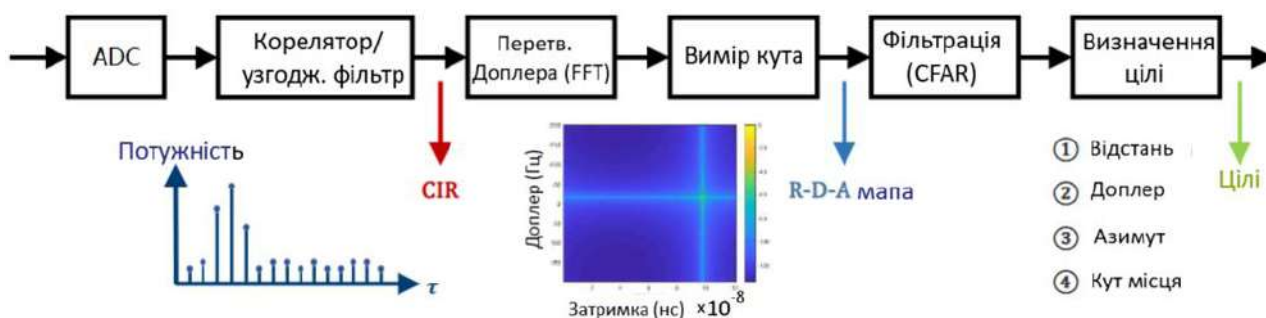 ADC
Корелятор/
узгодж. фільтр
Перетв.
Доплера (FFT)
Вимір кута
Фільтрація
(CFAR)
Визначення
цілі
Потужність
τ
CIR
Доплер (Гц)
Затримка (нс) ×10⁻⁸
R-D-A мапа
① Відстань
② Доплер
③ Азимут
④ Кут місця
Цілі